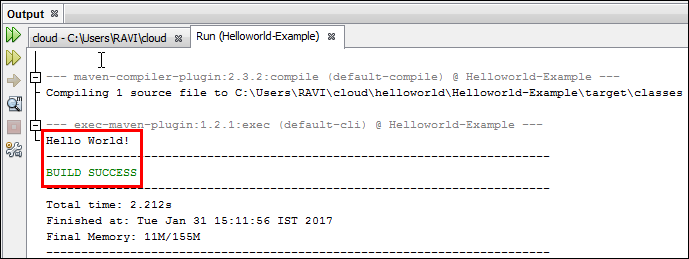 Output
cloud - C:\Users\RAVI\cloud
Run (Helloworld-Example)
--- maven-compiler-plugin:2.3.2:compile (default-compile) @ Helloworld-Example ---
Compiling 1 source file to C:\Users\RAVI\cloud\helloworld\Helloworld-Example\target\classes
--- exec-maven-plugin:1.2.1:exec (default-cli) @ Helloworld-Example ---
Hello World!
------------------------------------------------------------------------
BUILD SUCCESS
------------------------------------------------------------------------
Total time: 2.212s
Finished at: Tue Jan 31 15:11:56 IST 2017
Final Memory: 11M/155M
------------------------------------------------------------------------